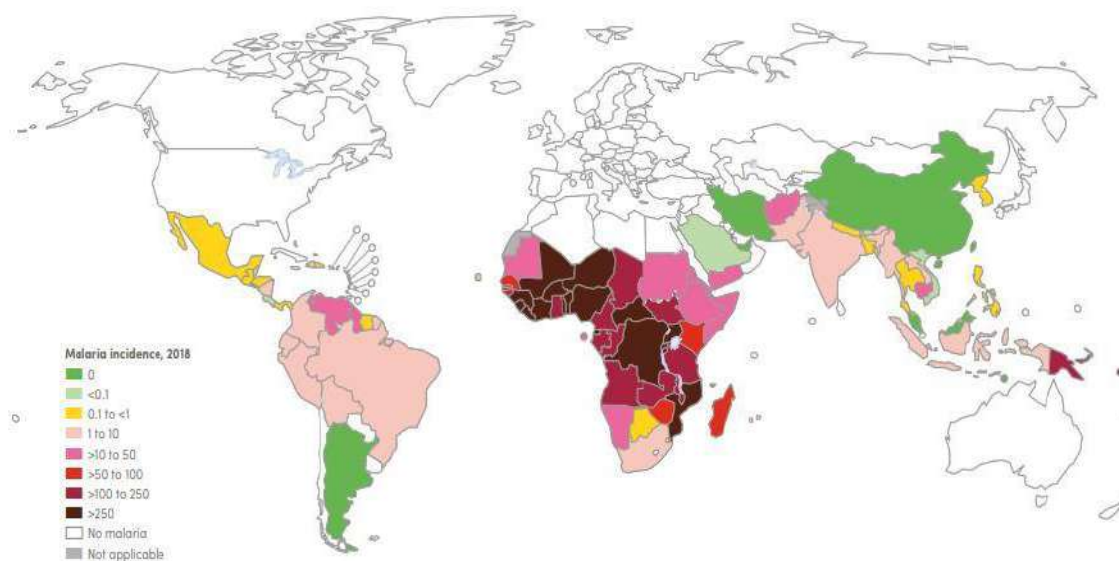 Malaria incidence, 2018
0
<0.1
0.1 to <1
1 to 10
>10 to 50
>50 to 100
>100 to 250
>250
No malaria
Not applicable